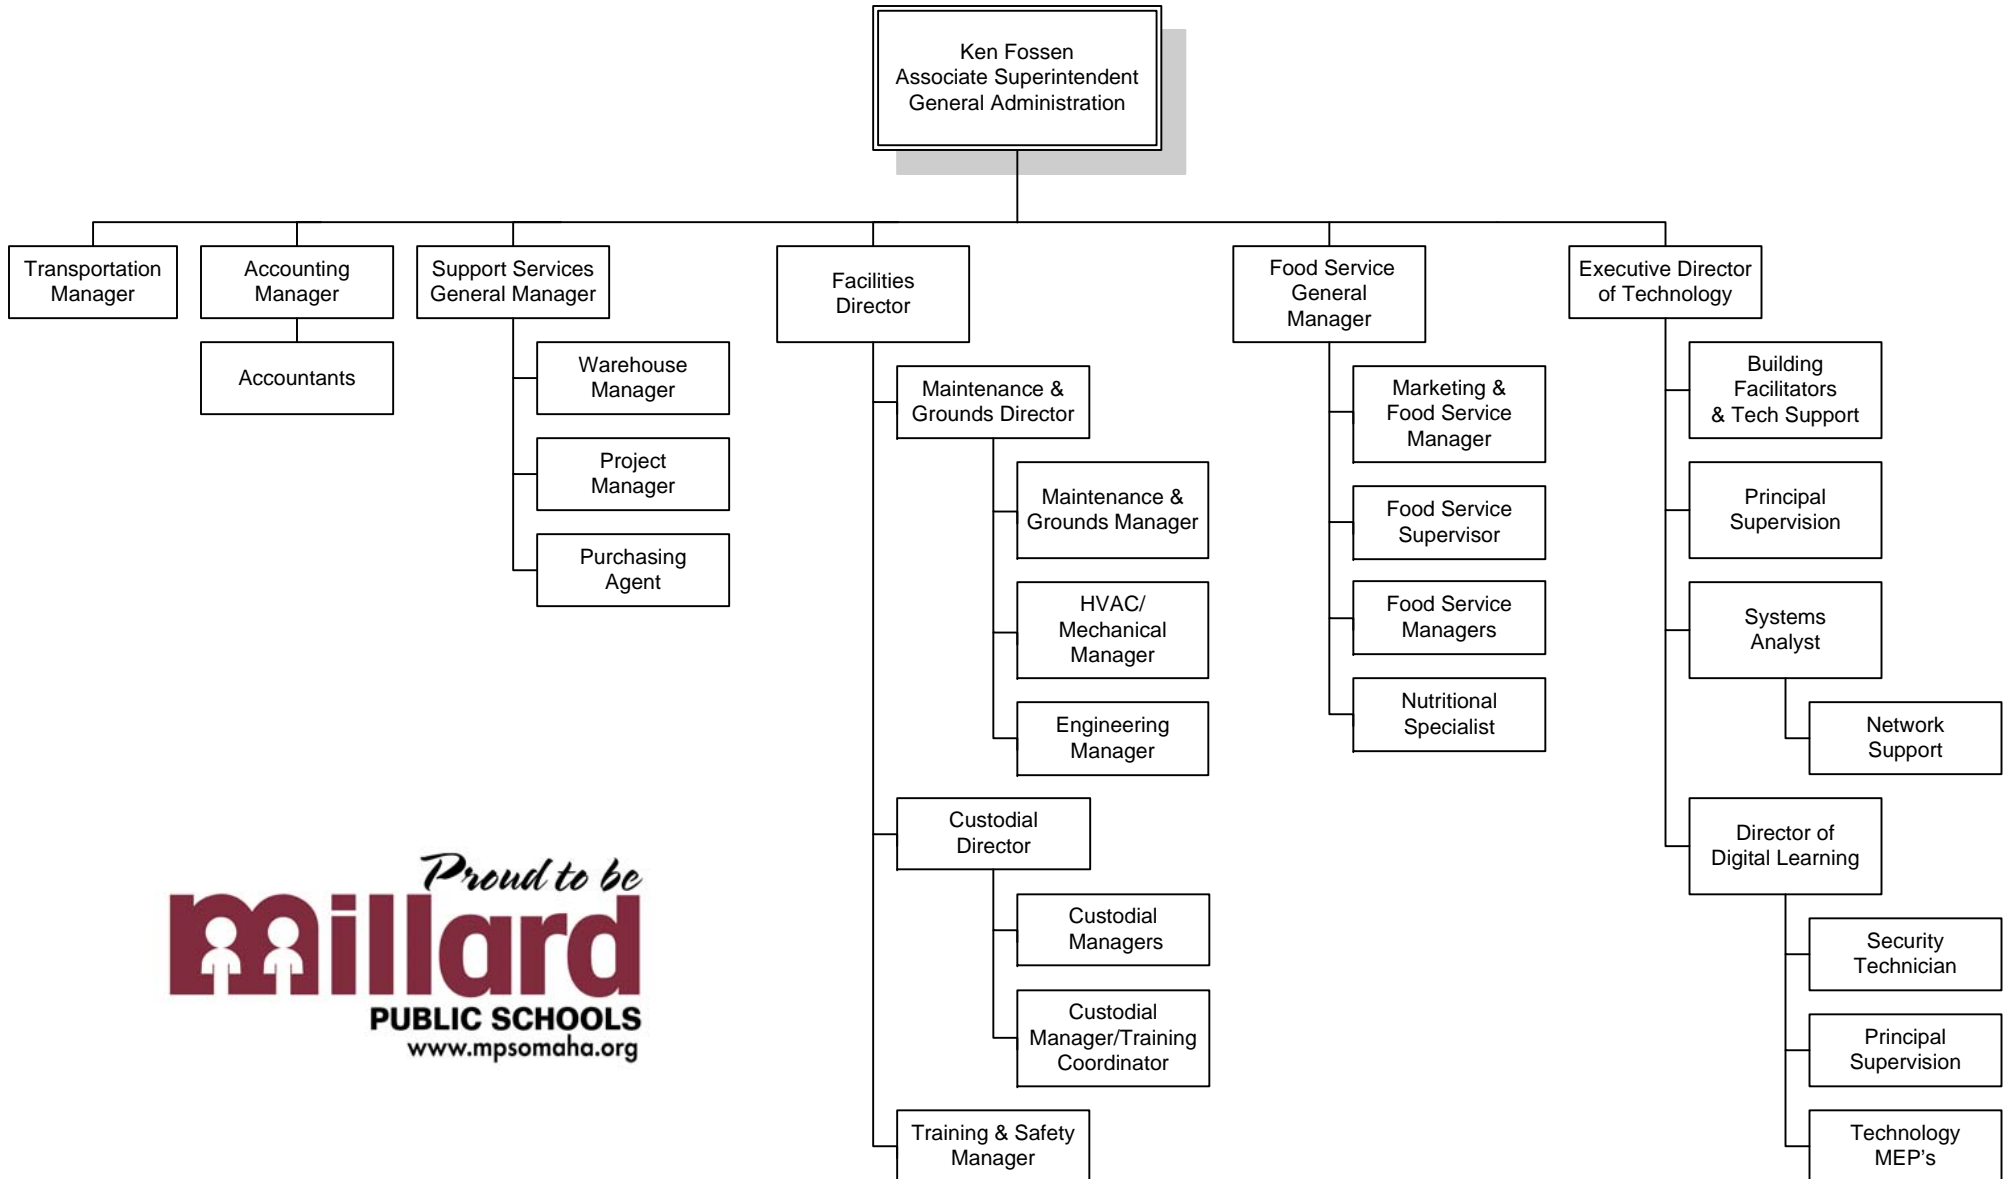 Ken Fossen
Associate Superintendent
General Administration
Transportation
Manager
Accounting
Manager
Accountants
Support Services
General Manager
Warehouse
Manager
Project
Manager
Purchasing
Agent
Facilities
Director
Maintenance &
Grounds Director
Maintenance &
Grounds Manager
HVAC/
Mechanical
Manager
Engineering
Manager
Custodial
Director
Custodial
Managers
Custodial
Manager/Training
Coordinator
Training & Safety
Manager
Food Service
General
Manager
Marketing &
Food Service
Manager
Food Service
Supervisor
Food Service
Managers
Nutritional
Specialist
Executive Director
of Technology
Building
Facilitators
& Tech Support
Principal
Supervision
Systems
Analyst
Network
Support
Director of
Digital Learning
Security
Technician
Principal
Supervision
Technology
MEP's
Proud to be
millard
PUBLIC SCHOOLS
www.mpsomaha.org